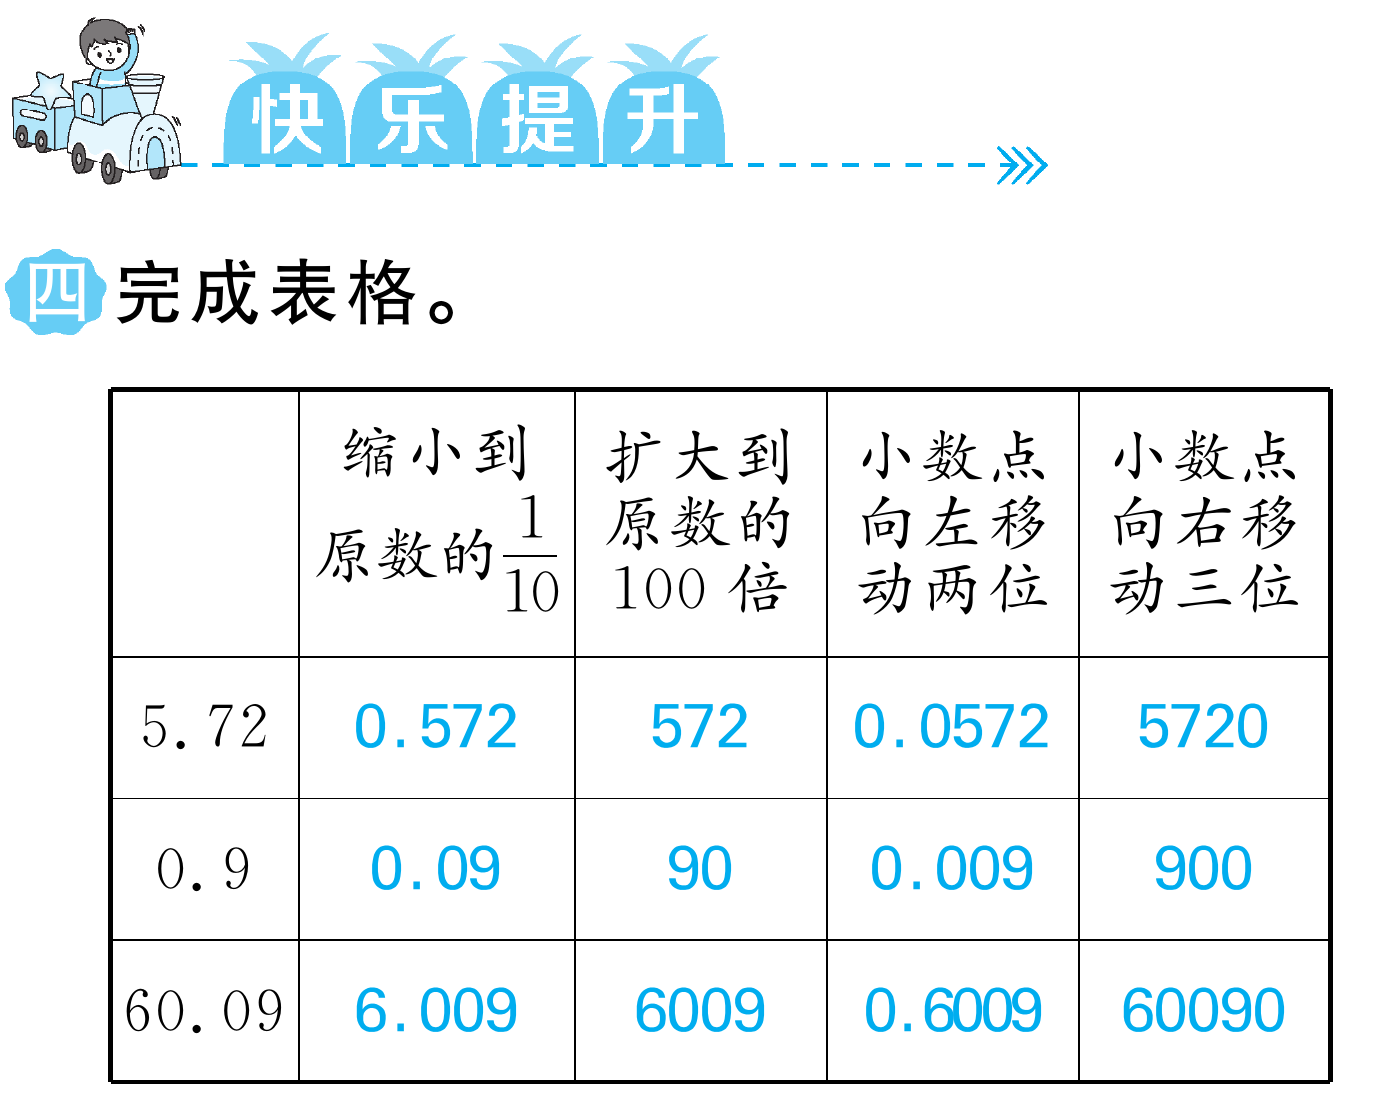 快乐提升
四 完成表格。
缩小到
原数的1/10
扩大到
原数的
100 倍
小数点
向左移
动两位
小数点
向右移
动三位
5.72 0.572 572 0.0572 5720
0.9 0.09 90 0.009 900
60.09 6.009 6009 0.6009 60090